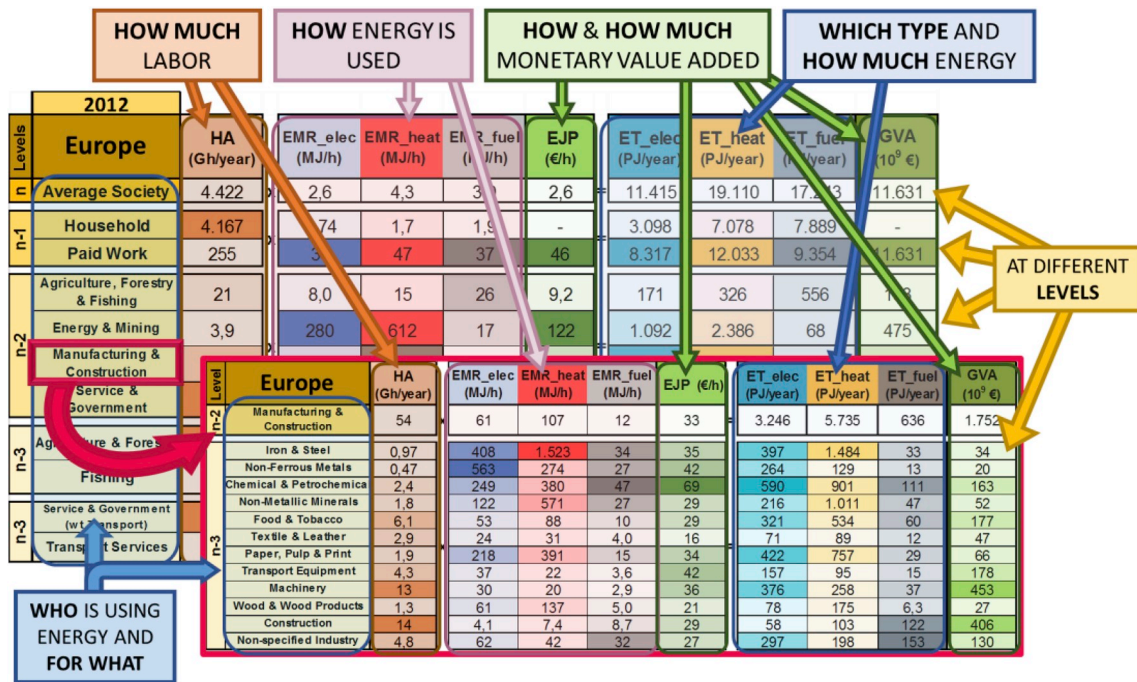 HOW MUCH
LABOR
HOW ENERGY IS
USED
HOW & HOW MUCH
MONETARY VALUE ADDED
WHICH TYPE AND
HOW MUCH ENERGY
2012
Levels Europe HA (Gh/year) EMR_elec (MJ/h) EMR_heat (MJ/h) EMR_fuel (MJ/h) EJP (€/h) ET_elec (PJ/year) ET_heat (PJ/year) ET_fuel (PJ/year) GVA (10⁹ €)
n Average Society 4.422 2,6 4,3 2,6 = 11.415 19.110 11.631
n-1 Household 4.167 1,7 1,9 - 3.098 7.078 7.889 -
Paid Work 255 47 37 46 8.317 12.033 9.354 11.631
n-2 Agriculture, Forestry & Fishing 21 8,0 15 26 9,2 171 326 556
Energy & Mining 3,9 280 612 17 122 1.092 2.386 68 475
Manufacturing & Construction
Service & Government
n-3
Fishing
n-3 Service & Government
(wt Transport)
Transport Services
AT DIFFERENT
LEVELS
WHO IS USING
ENERGY AND
FOR WHAT
Level Europe HA (Gh/year) EMR_elec (MJ/h) EMR_heat (MJ/h) EMR_fuel (MJ/h) EJP (€/h) ET_elec (PJ/year) ET_heat (PJ/year) ET_fuel (PJ/year) GVA (10⁹ €)
n-2 Manufacturing & Construction 54 61 107 12 33 3.246 5.735 636 1.752
n-3 Iron & Steel 0,97 408 1.523 34 35 397 1.484 33 34
Non-Ferrous Metals 0,47 563 274 27 42 264 129 13 20
Chemical & Petrochemica 2,4 249 380 47 69 590 901 111 163
Non-Metallic Minerals 1,8 122 571 27 29 216 1.011 47 52
Food & Tobacco 6,1 53 88 10 29 321 534 60 177
Textile & Leather 2,9 24 31 4,0 16 71 89 12 47
Paper, Pulp & Print 1,9 218 391 15 34 422 757 29 66
Transport Equipment 4,3 37 22 3,6 42 157 95 15 178
Machinery 13 30 20 2,9 36 376 258 37 453
Wood & Wood Products 1,3 61 137 5,0 21 78 175 6,3 27
Construction 14 4,1 7,4 8,7 29 58 103 122 406
Non-specified Industry 4,8 62 42 32 27 297 198 153 130